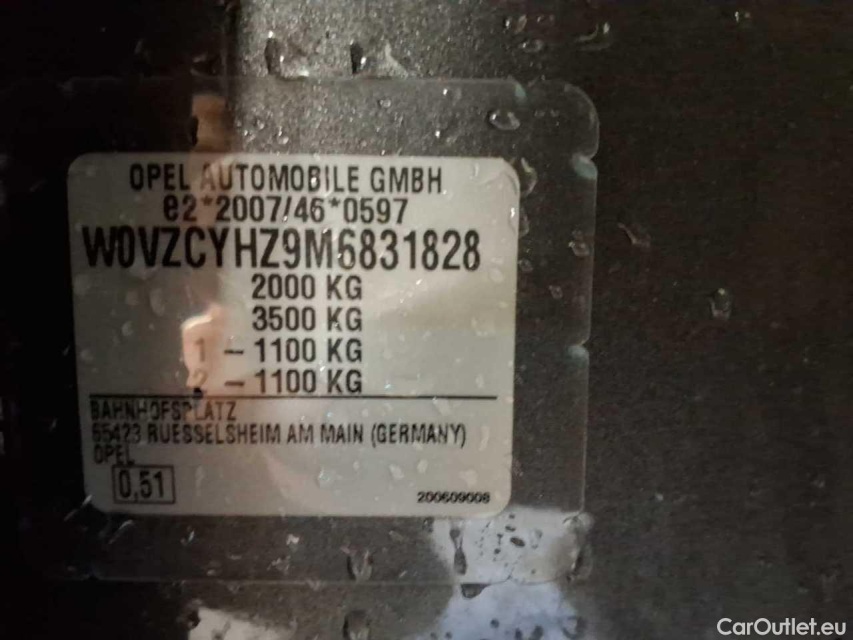 OPEL AUTOMOBILE GMBH
e2*2007/46*0597
W0VZCYHZ9M6831828
2000 KG
3500 KG
1 - 1100 KG
2 - 1100 KG
BAHNHOFSPLATZ
65423 RUESSELSHEIM AM MAIN (GERMANY)
OPEL
0,51
200609008
CarOutlet.eu